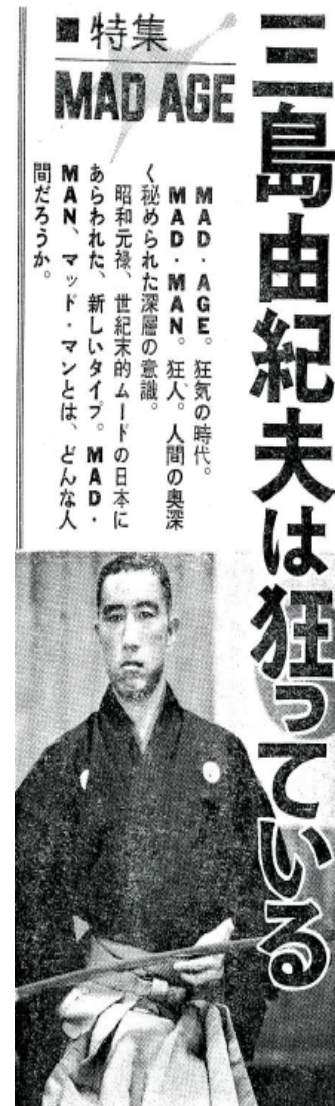 三島由紀夫は狂っている
■特集
MAD AGE
MAD・AGE。狂気の時代。
MAD・MAN。狂人。人間の奥深
く秘められた深層の意識。
昭和元禄、世紀末的ムードの日本に
あらわれた、新しいタイプ。MAD・
MAN、マッド・マンとは、どんな人
間だろうか。